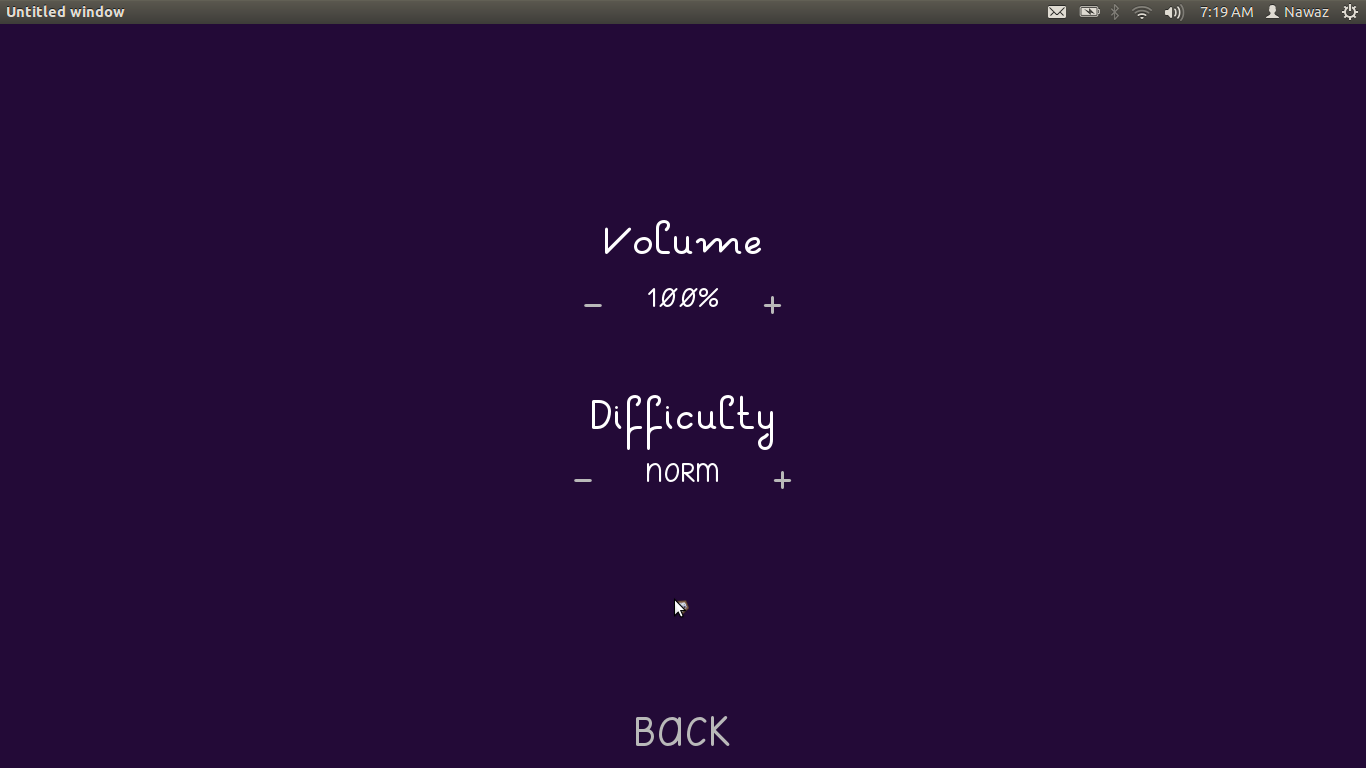 Untitled window 7:19 AM Nawaz
Volume
− 100% +
Difficulty
− NORM +
BACK